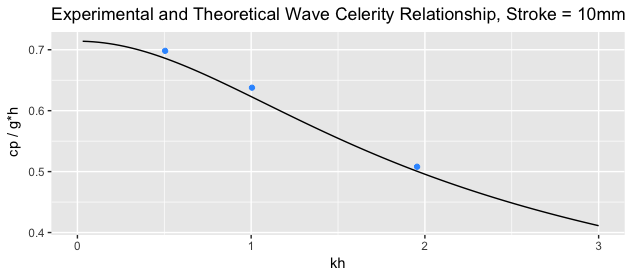 Experimental and Theoretical Wave Celerity Relationship, Stroke = 10mm
cp / g*h
0.7
0.6
0.5
0.4
0 1 2 3
kh